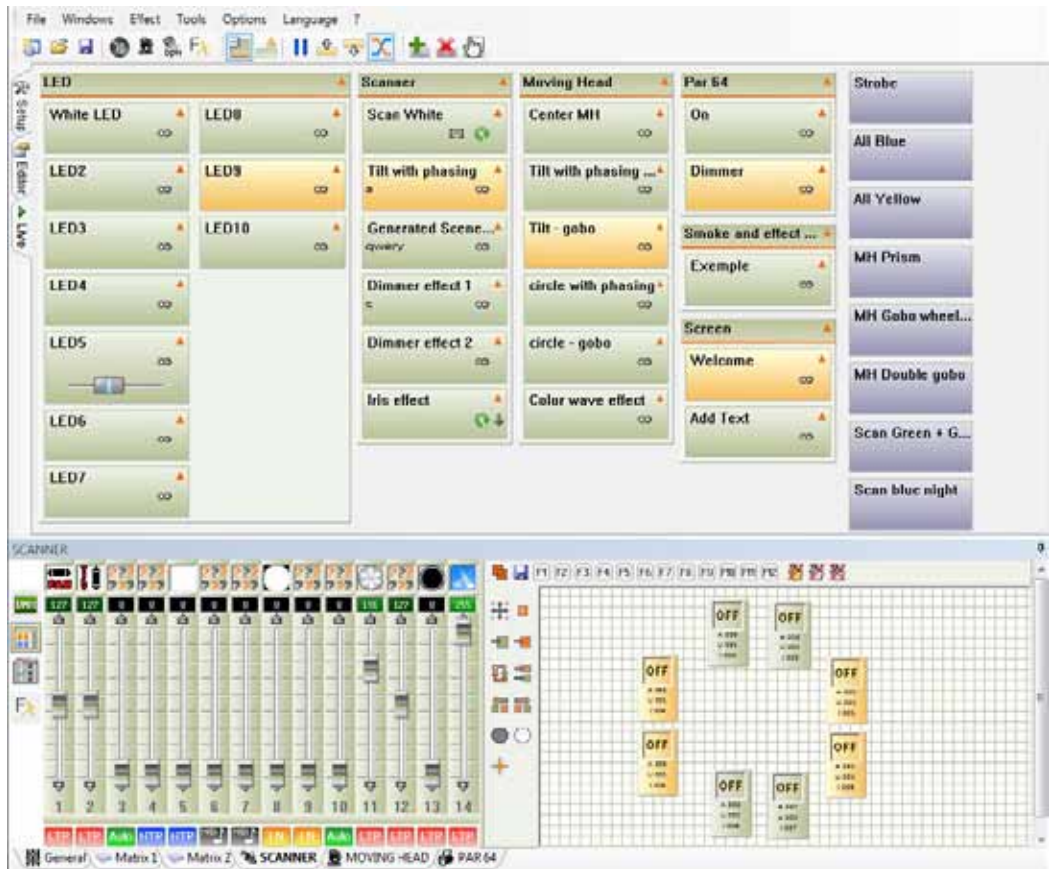 File Windows Effect Tools Options Language ?
Setup
Editor
Live
LED
White LED
LED2
LED3
LED4
LED5
LED6
LED7
LED8
LED9
LED10
Scanner
Scan White
Tilt with phasing
a
Generated Scene...
qwery
Dimmer effect 1
c
Dimmer effect 2
Iris effect
Moving Head
Center MH
Tilt with phasing ...
Tilt - gobo
circle with phasing
circle - gobo
Color wave effect
Par 64
On
Dimmer
Smoke and effect ...
Exemple
Screen
Welcome
Add Text
Strobe
All Blue
All Yellow
MH Prism
MH Gobo wheel...
MH Double gobo
Scan Green + G...
Scan blue night
SCANNER
F1 F2 F3 F4 F5 F6 F7 F8 F9 F10 F11 F12
127 127 0 0 0 0 0 0 0 0 127 0 255
OFF OFF
OFF OFF
OFF OFF
OFF OFF
1 2 3 4 5 6 7 8 9 10 11 12 13 14
LTP LTP Auto HTP HTP Auto LTP LTP LTP LTP
General Matrix 1 Matrix 2 SCANNER MOVING HEAD PAR 64